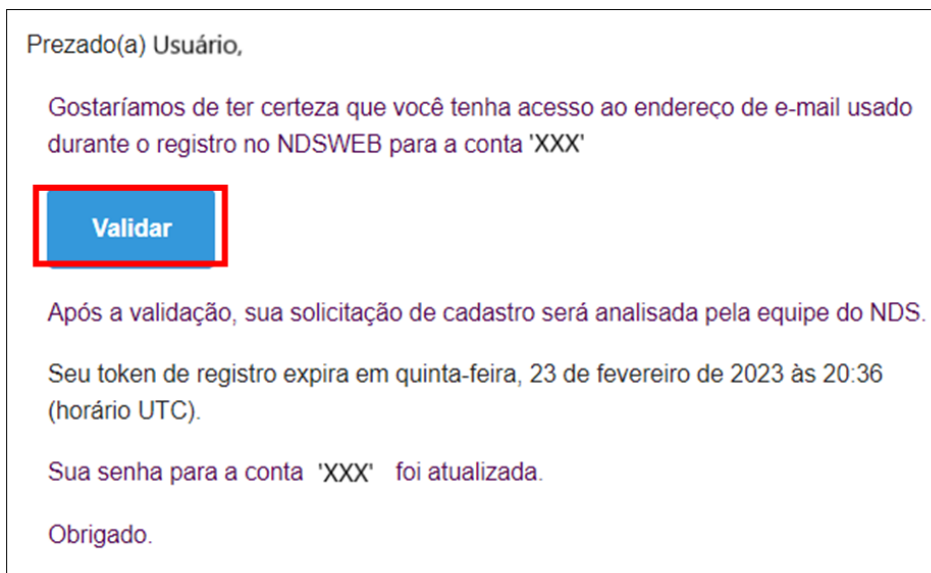 Prezado(a) Usuário,
Gostaríamos de ter certeza que você tenha acesso ao endereço de e-mail usado
durante o registro no NDSWEB para a conta 'XXX'
Validar
Após a validação, sua solicitação de cadastro será analisada pela equipe do NDS.
Seu token de registro expira em quinta-feira, 23 de fevereiro de 2023 às 20:36
(horário UTC).
Sua senha para a conta 'XXX' foi atualizada.
Obrigado.